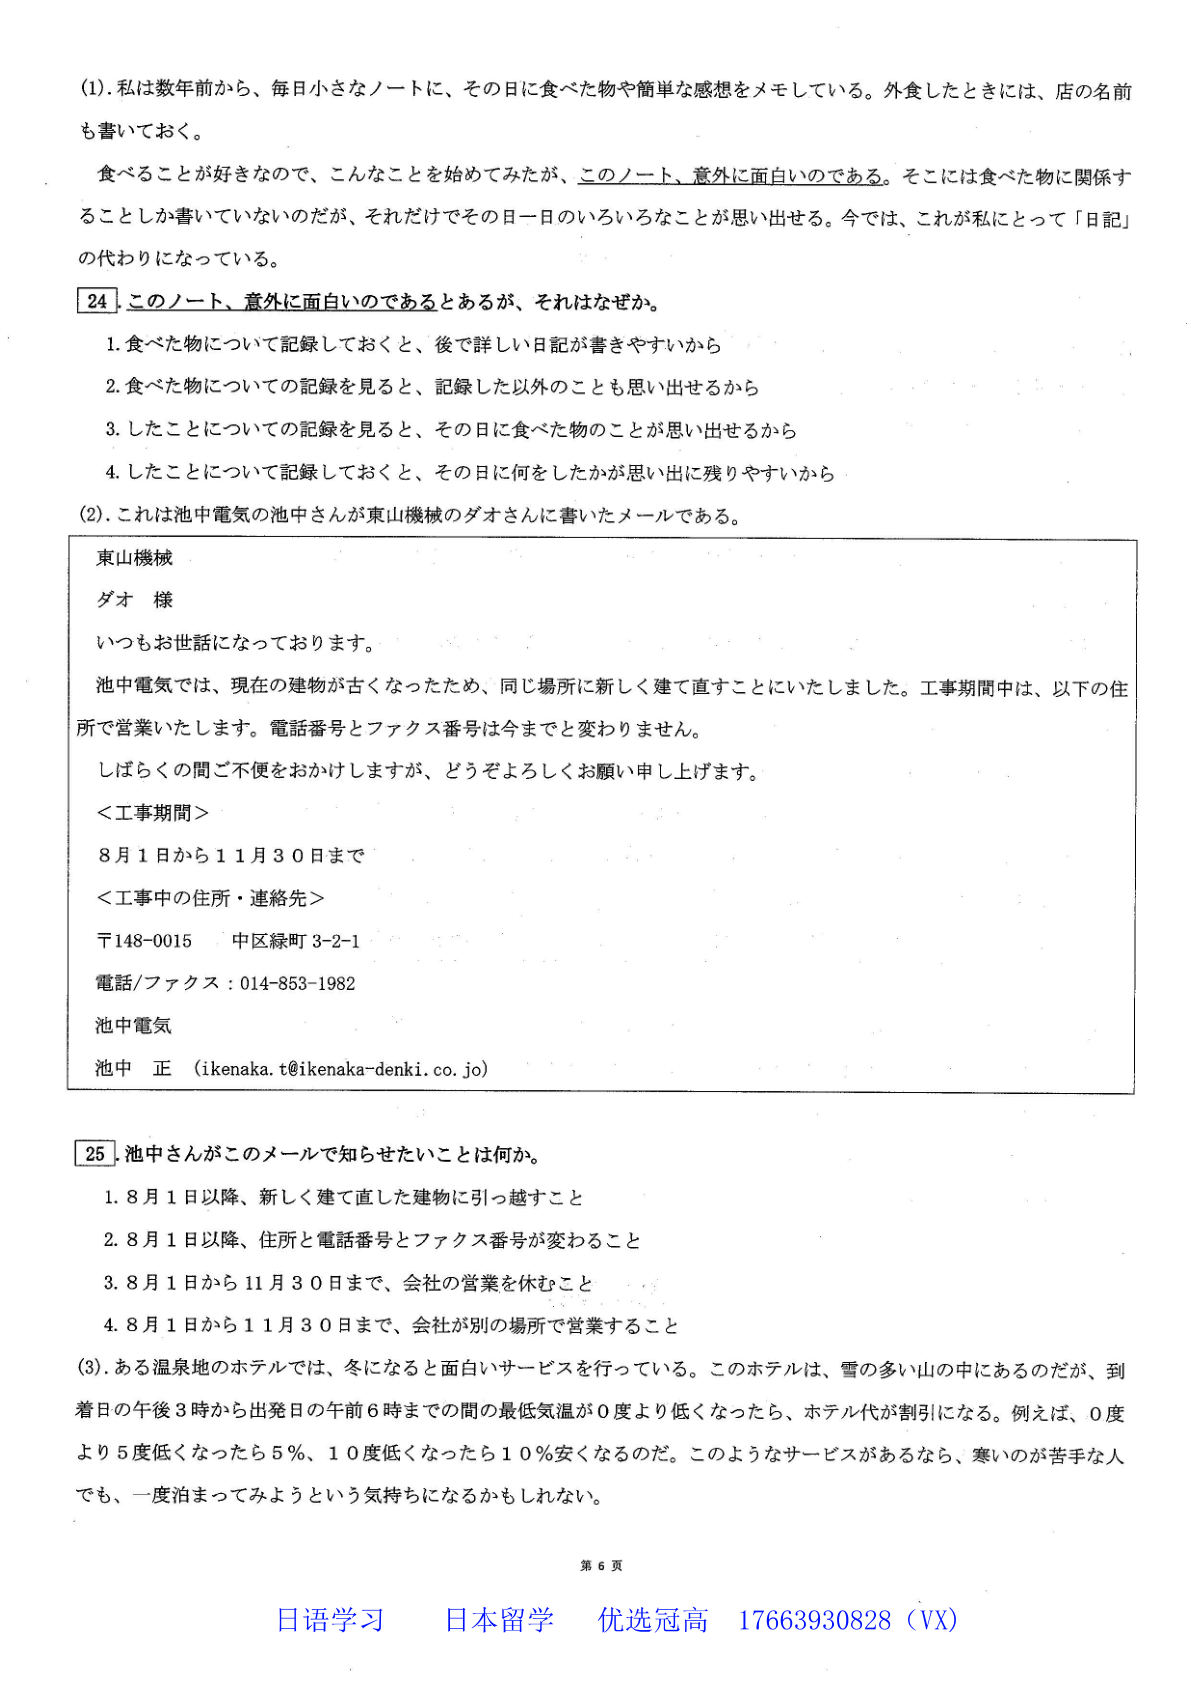 (1).私は数年前から、毎日小さなノートに、その日に食べた物や簡単な感想をメモしている。外食したときには、店の名前
も書いておく。
食べることが好きなので、こんなことを始めてみたが、このノート、意外に面白いのである。そこには食べた物に関係す
ることしか書いていないのだが、それだけでその日一日のいろいろなことが思い出せる。今では、これが私にとって「日記」
の代わりになっている。
24.このノート、意外に面白いのであるとあるが、それはなぜか。
1.食べた物について記録しておくと、後で詳しい日記が書きやすいから
2.食べた物についての記録を見ると、記録した以外のことも思い出せるから
3.したことについての記録を見ると、その日に食べた物のことが思い出せるから
4.したことについて記録しておくと、その日に何をしたかが思い出に残りやすいから
(2).これは池中電気の池中さんが東山機械のダオさんに書いたメールである。
東山機械
ダオ　様
いつもお世話になっております。
池中電気では、現在の建物が古くなったため、同じ場所に新しく建て直すことにいたしました。工事期間中は、以下の住
所で営業いたします。電話番号とファクス番号は今までと変わりません。
しばらくの間ご不便をおかけしますが、どうぞよろしくお願い申し上げます。
＜工事期間＞
８月１日から１１月３０日まで
＜工事中の住所・連絡先＞
〒148-0015　中区緑町 3-2-1
電話/ファクス：014-853-1982
池中電気
池中　正　(ikenaka.t@ikenaka-denki.co.jo)
25.池中さんがこのメールで知らせたいことは何か。
1.８月１日以降、新しく建て直した建物に引っ越すこと
2.８月１日以降、住所と電話番号とファクス番号が変わること
3.８月１日から 11 月３０日まで、会社の営業を休むこと
4.８月１日から１１月３０日まで、会社が別の場所で営業すること
(3).ある温泉地のホテルでは、冬になると面白いサービスを行っている。このホテルは、雪の多い山の中にあるのだが、到
着日の午後３時から出発日の午前６時までの間の最低気温が０度より低くなったら、ホテル代が割引になる。例えば、０度
より５度低くなったら５％、１０度低くなったら１０％安くなるのだ。このようなサービスがあるなら、寒いのが苦手な人
でも、一度泊まってみようという気持ちになるかもしれない。
第 6 页
日语学习　日本留学　优选冠高　17663930828（VX)